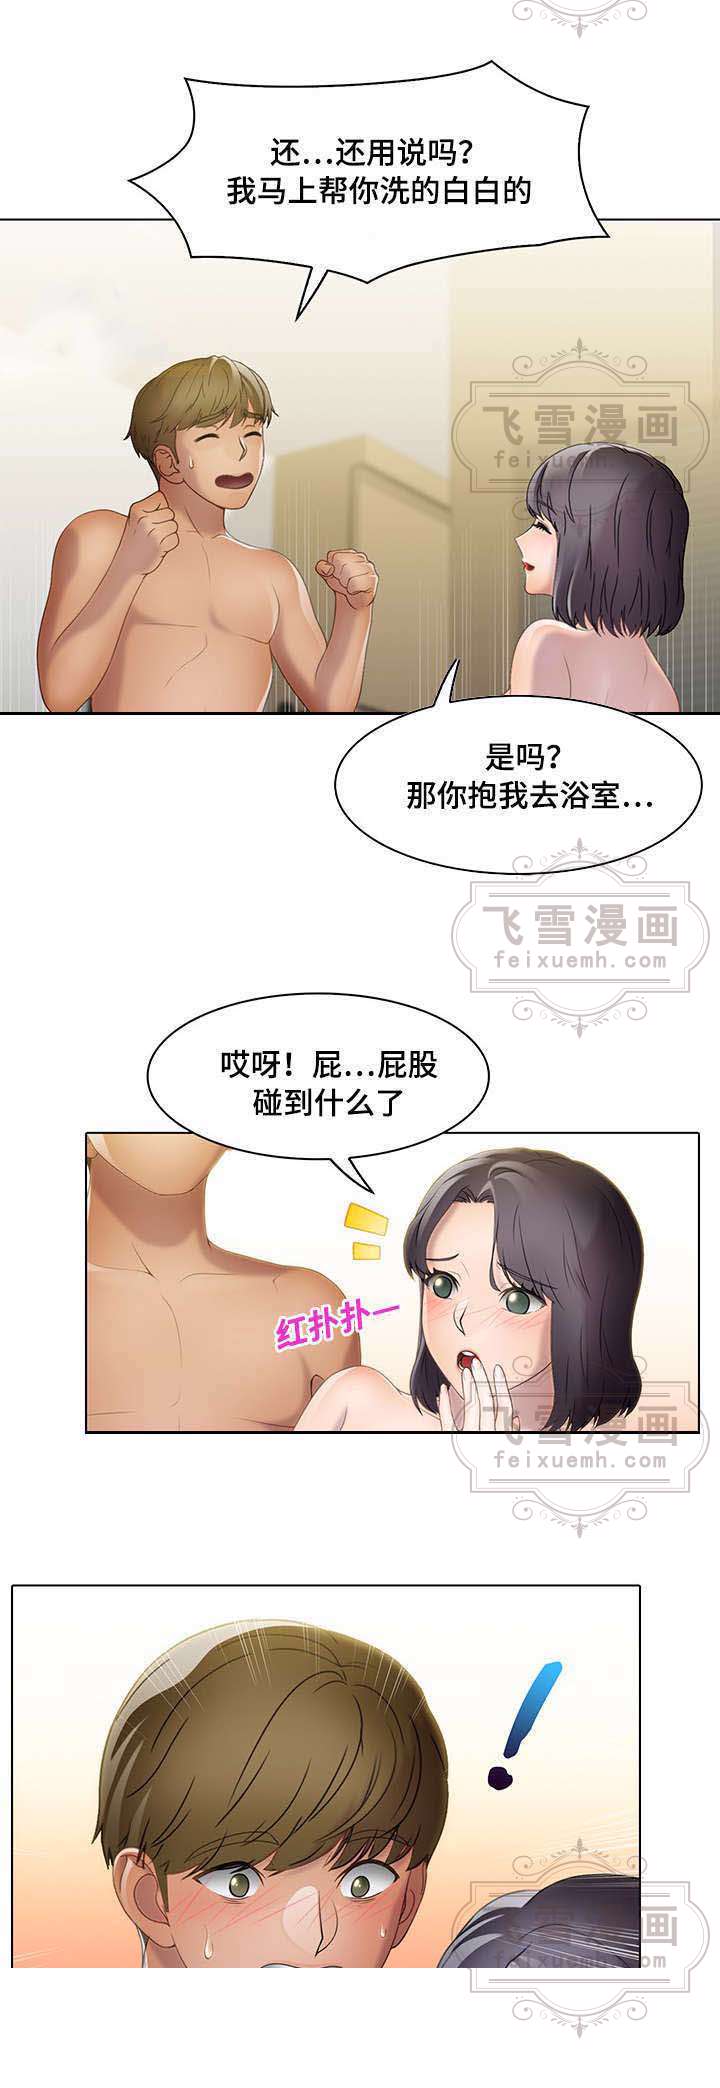 还...还用说吗？
我马上帮你洗的白白的
飞雪漫画
feixuemh.com
是吗？
那你抱我去浴室...
飞雪漫画
feixuemh.com
哎呀！屁...屁股
碰到什么了
红扑扑—
飞雪漫画
feixuemh.com
!
飞雪漫画
feixuemh.com